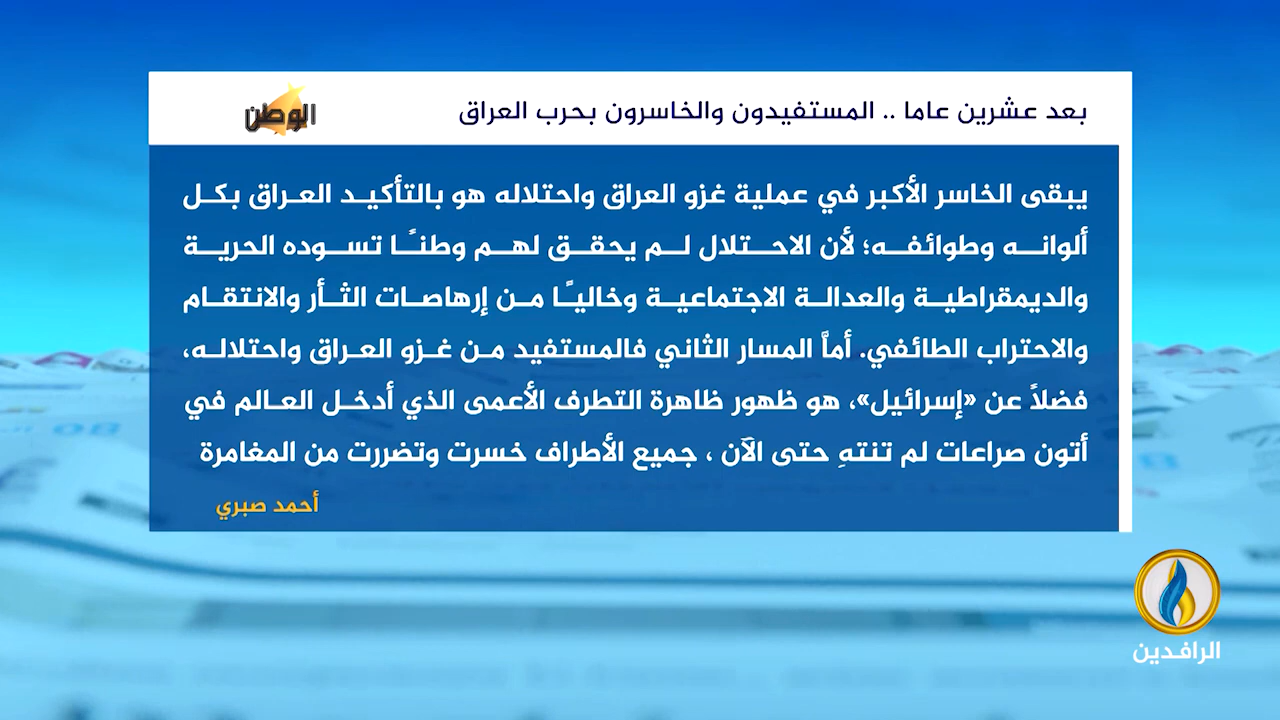 بعد عشرين عاما .. المستفيدون والخاسرون بحرب العراق
الوطن
يبقى الخاسر الأكبر في عملية غزو العراق واحتلاله هو بالتأكيد العراق بكل
ألوانه وطوائفه؛ لأن الاحتلال لم يحقق لهم وطنًا تسوده الحرية
والديمقراطية والعدالة الاجتماعية وخاليًا من إرهاصات الثأر والانتقام
والاحتراب الطائفي. أماَّ المسار الثاني فالمستفيد من غزو العراق واحتلاله،
فضلاً عن «إسرائيل»، هو ظهور ظاهرة التطرف الأعمى الذي أدخل العالم في
أتون صراعات لم تنتهِ حتى الآن ، جميع الأطراف خسرت وتضررت من المغامرة
أحمد صبري
الرافدين